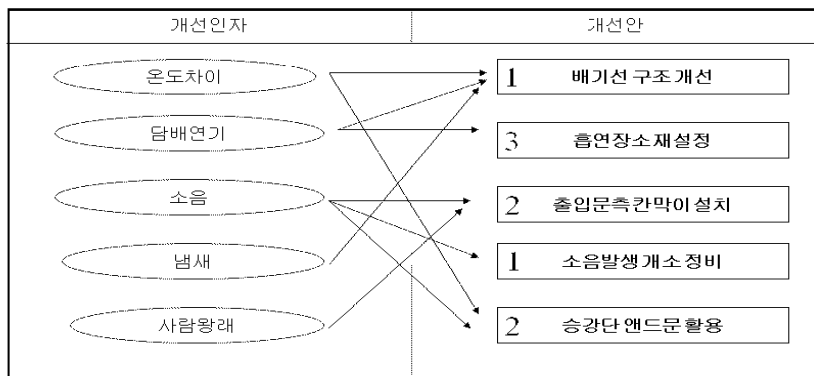 개선인자 개선안
온도차이 1 배기선 구조 개선
담배연기 3 흡연장소 재설정
소음 2 출입문측 칸막이 설치
냄새 1 소음발생 개소 정비
사람왕래 2 승강단 앤드문 활용